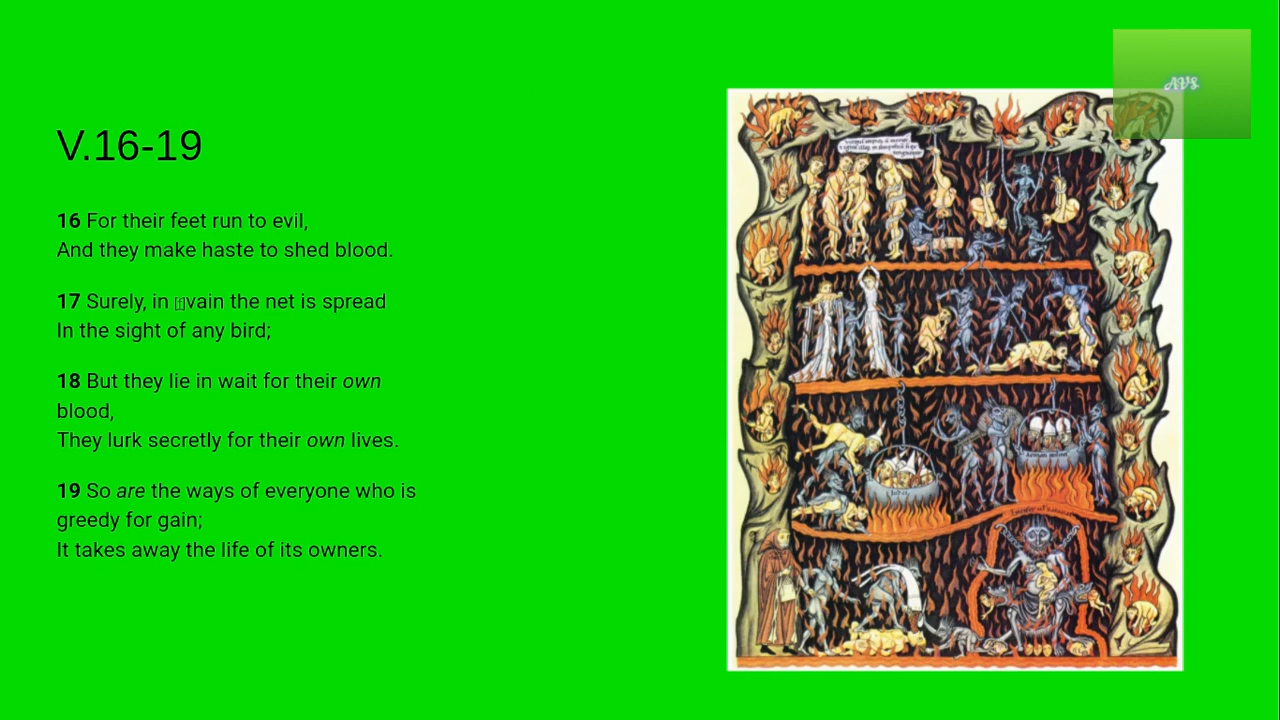 AVS
V.16-19
16 For their feet run to evil,
And they make haste to shed blood.
17 Surely, in vain the net is spread
In the sight of any bird;
18 But they lie in wait for their own
blood,
They lurk secretly for their own lives.
19 So are the ways of everyone who is
greedy for gain;
It takes away the life of its owners.